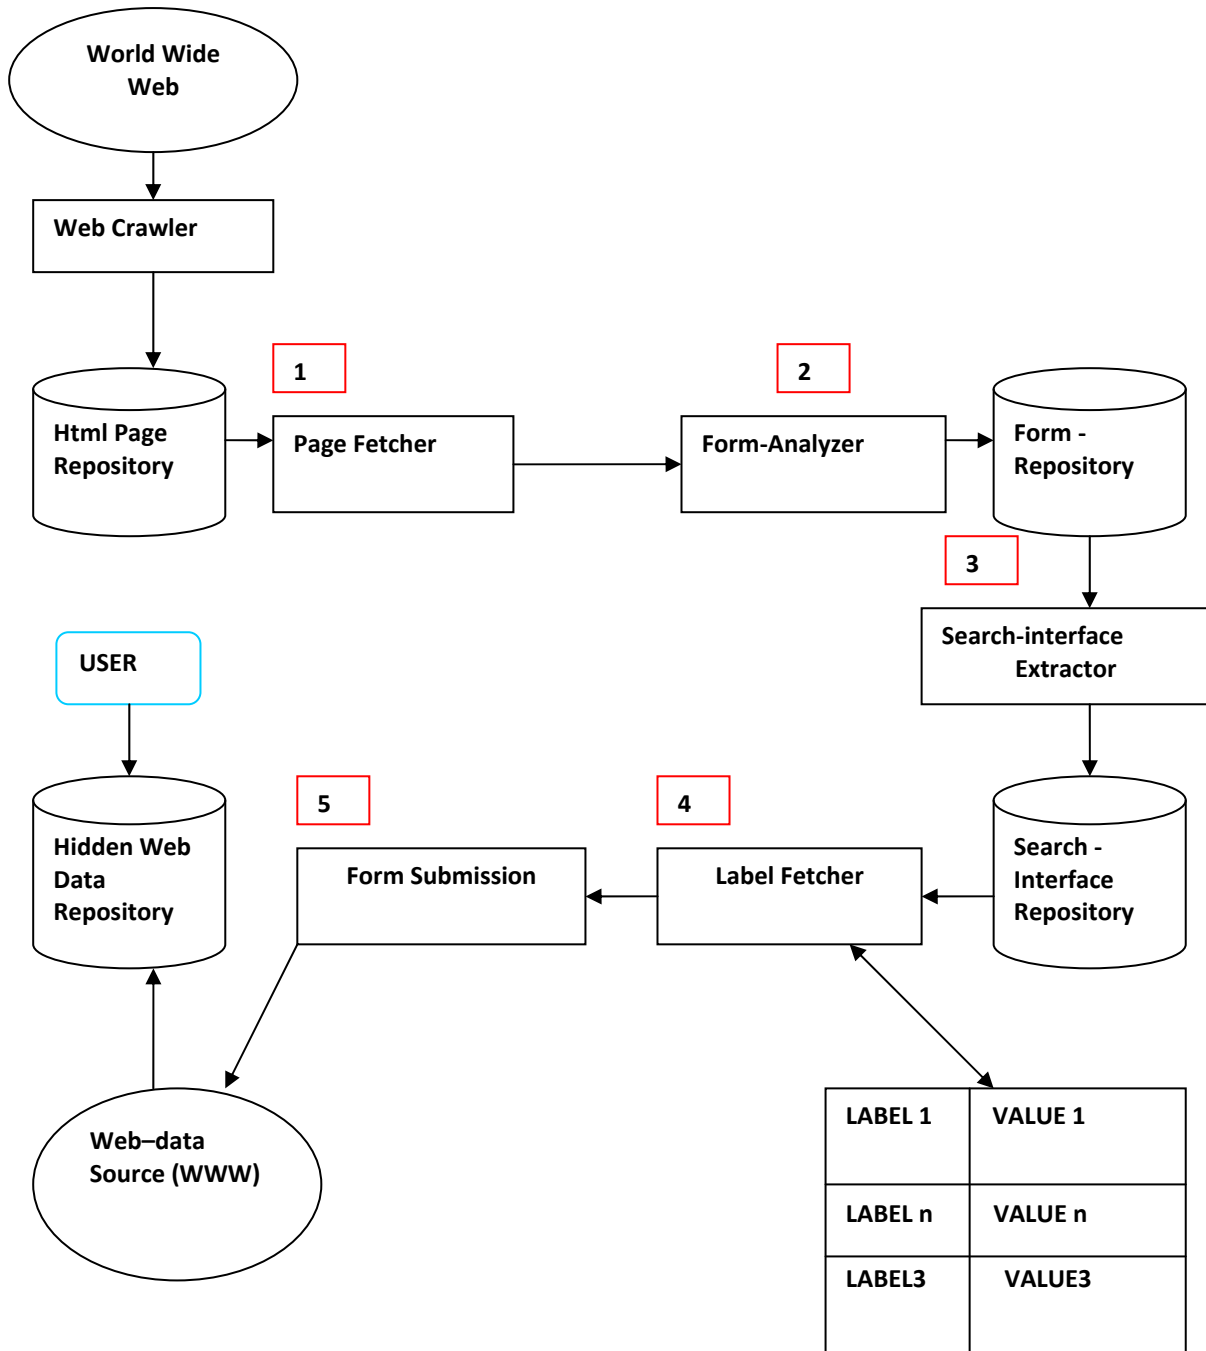 World Wide
Web
Web Crawler
1
2
Html Page
Repository
Page Fetcher
Form-Analyzer
Form -
Repository
3
USER
Search-interface
Extractor
5
4
Hidden Web
Data
Repository
Form Submission
Label Fetcher
Search -
Interface
Repository
Web–data
Source (WWW)
LABEL 1
VALUE 1
LABEL n
VALUE n
LABEL3
VALUE3